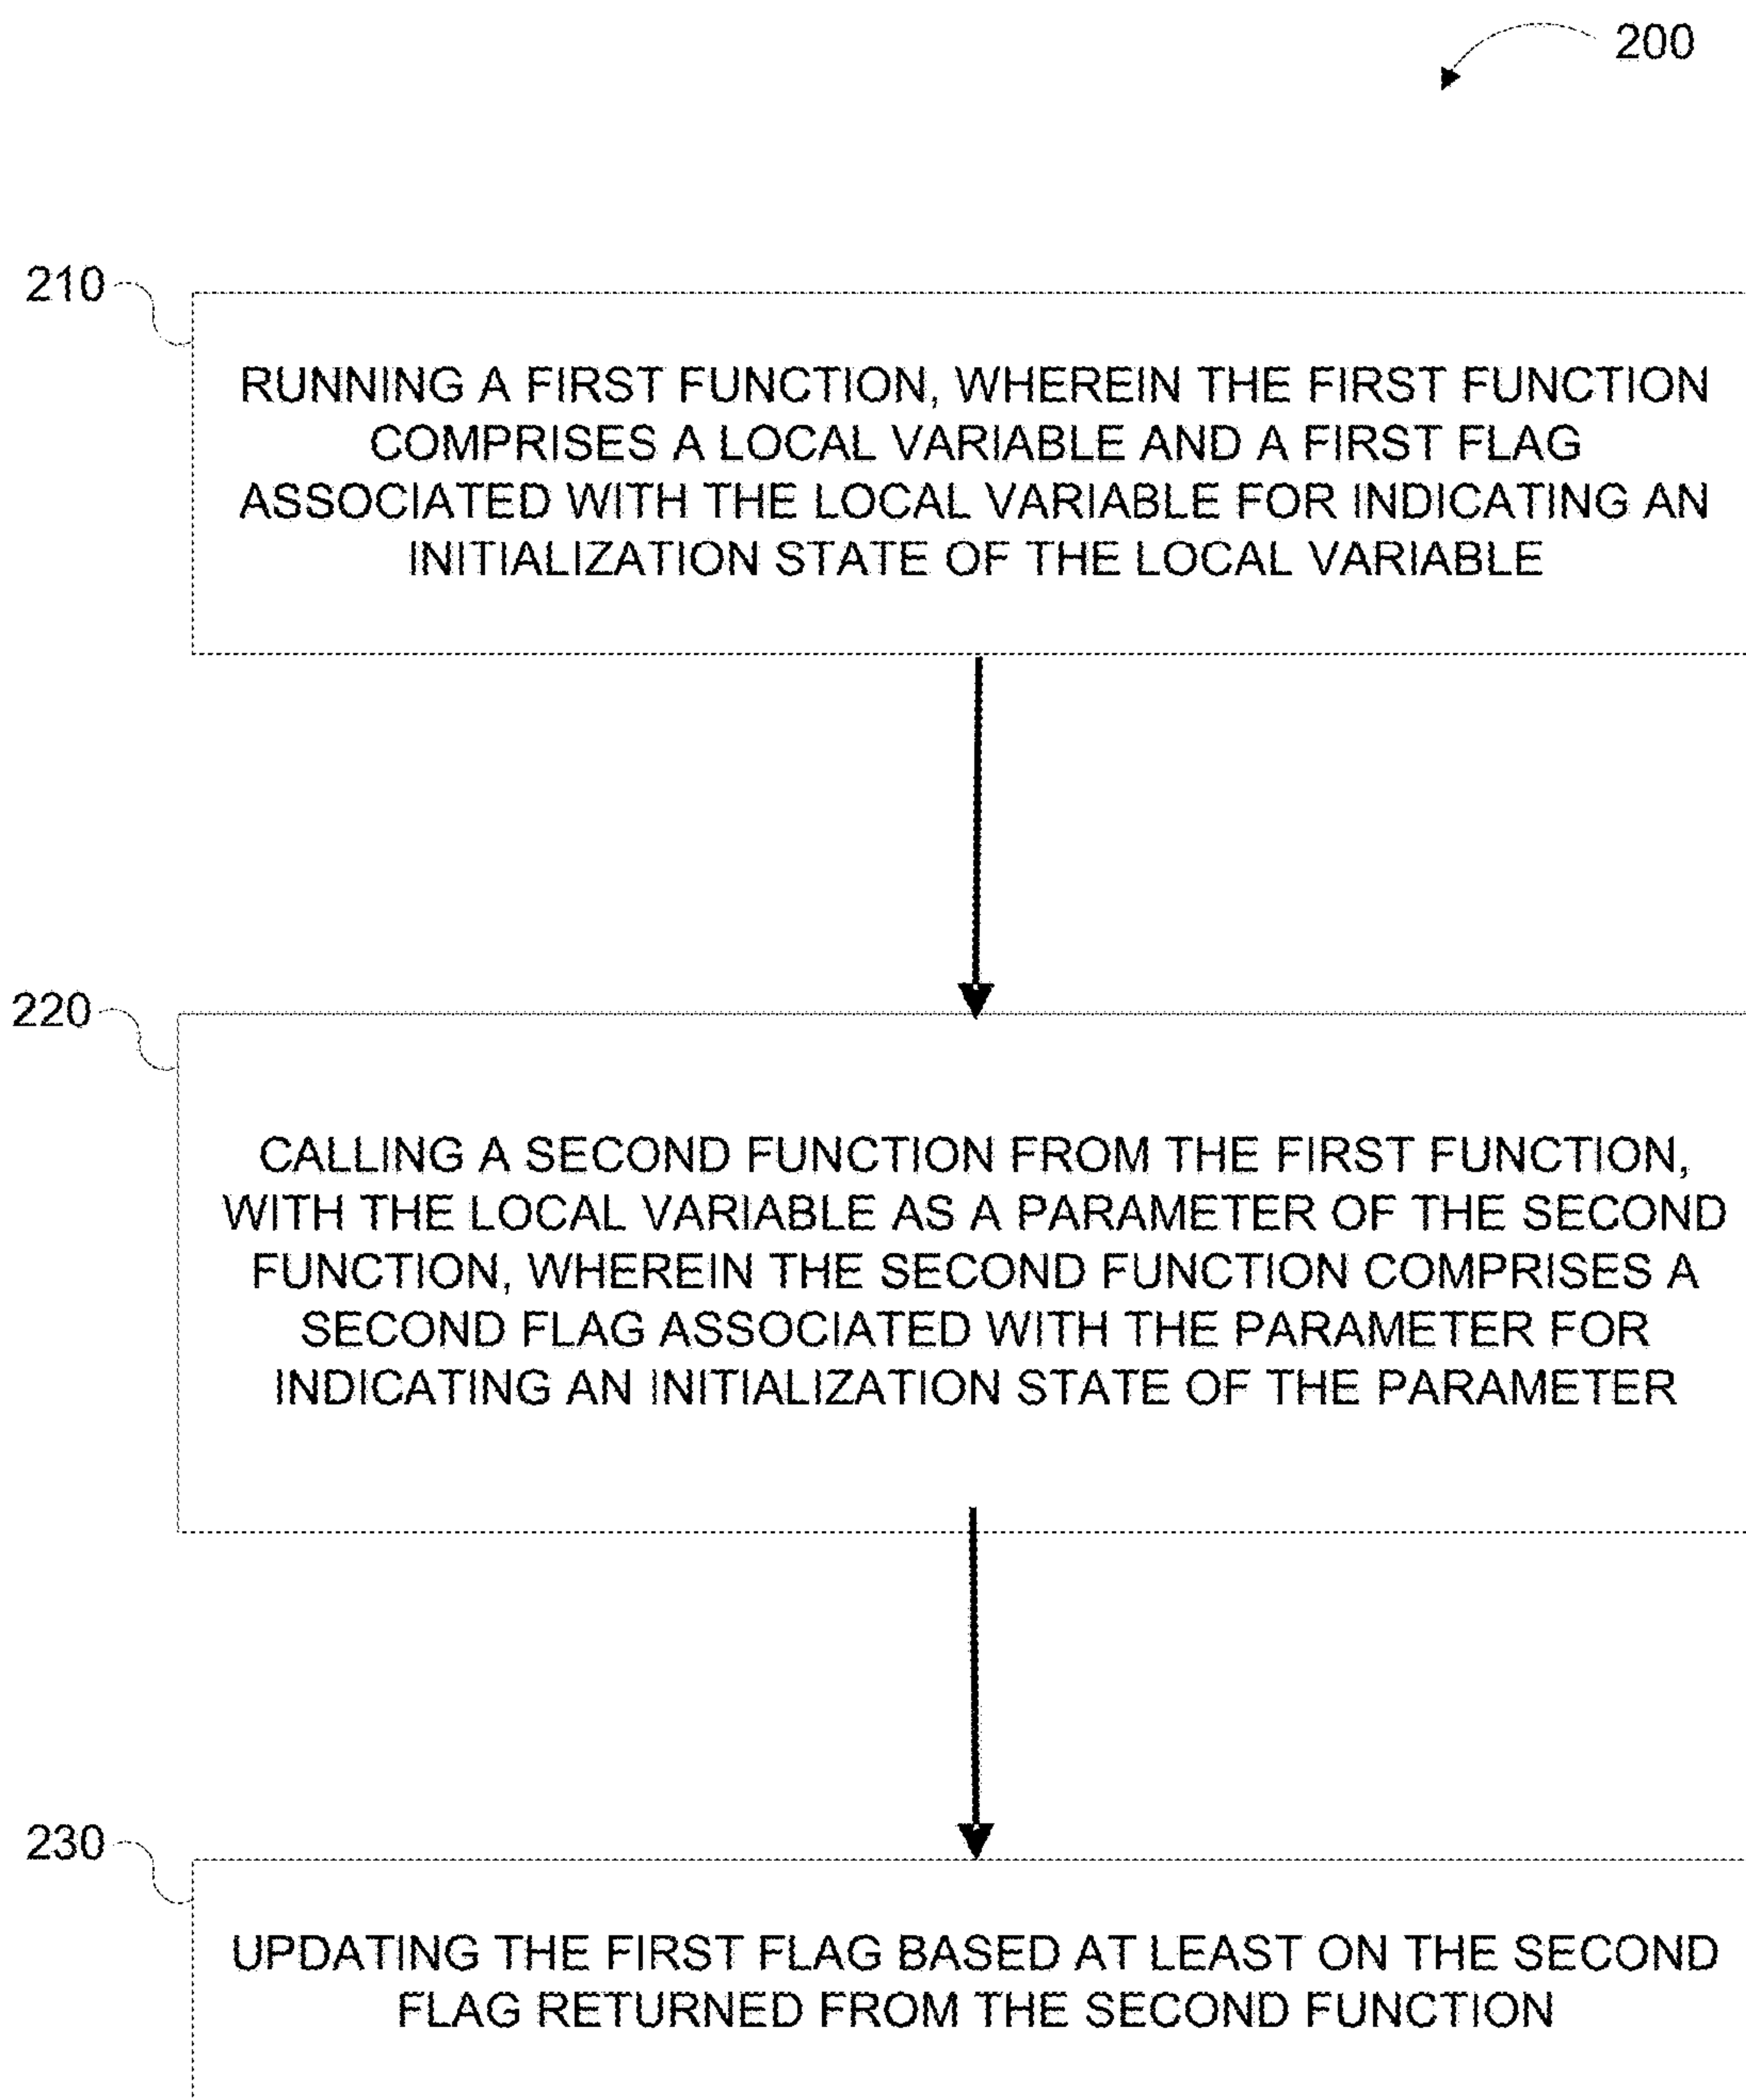 200
210
RUNNING A FIRST FUNCTION, WHEREIN THE FIRST FUNCTION
COMPRISES A LOCAL VARIABLE AND A FIRST FLAG
ASSOCIATED WITH THE LOCAL VARIABLE FOR INDICATING AN
INITIALIZATION STATE OF THE LOCAL VARIABLE
220
CALLING A SECOND FUNCTION FROM THE FIRST FUNCTION,
WITH THE LOCAL VARIABLE AS A PARAMETER OF THE SECOND
FUNCTION, WHEREIN THE SECOND FUNCTION COMPRISES A
SECOND FLAG ASSOCIATED WITH THE PARAMETER FOR
INDICATING AN INITIALIZATION STATE OF THE PARAMETER
230
UPDATING THE FIRST FLAG BASED AT LEAST ON THE SECOND
FLAG RETURNED FROM THE SECOND FUNCTION